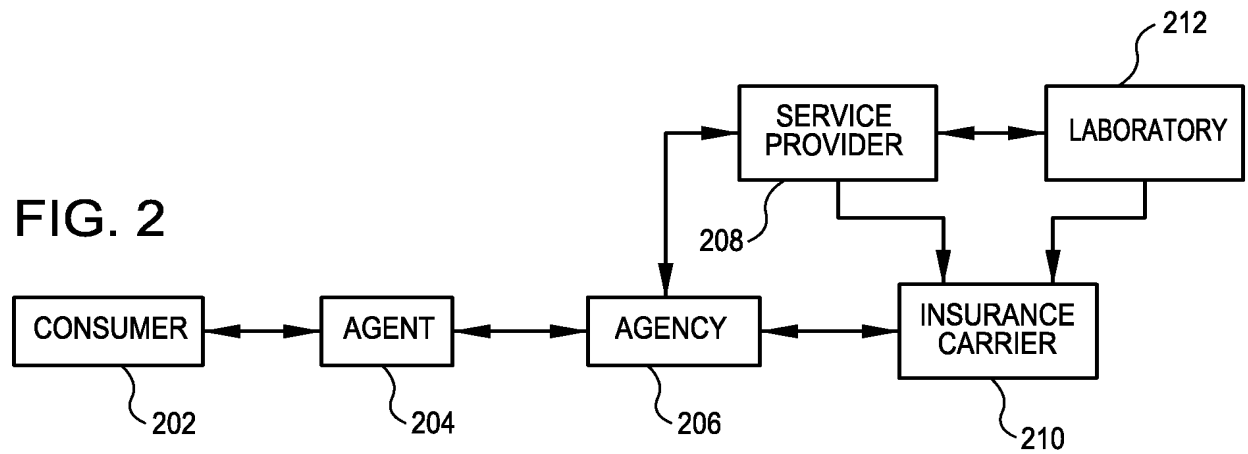 212
SERVICE
PROVIDER
LABORATORY
FIG. 2
208
CONSUMER
AGENT
AGENCY
INSURANCE
CARRIER
202
204
206
210